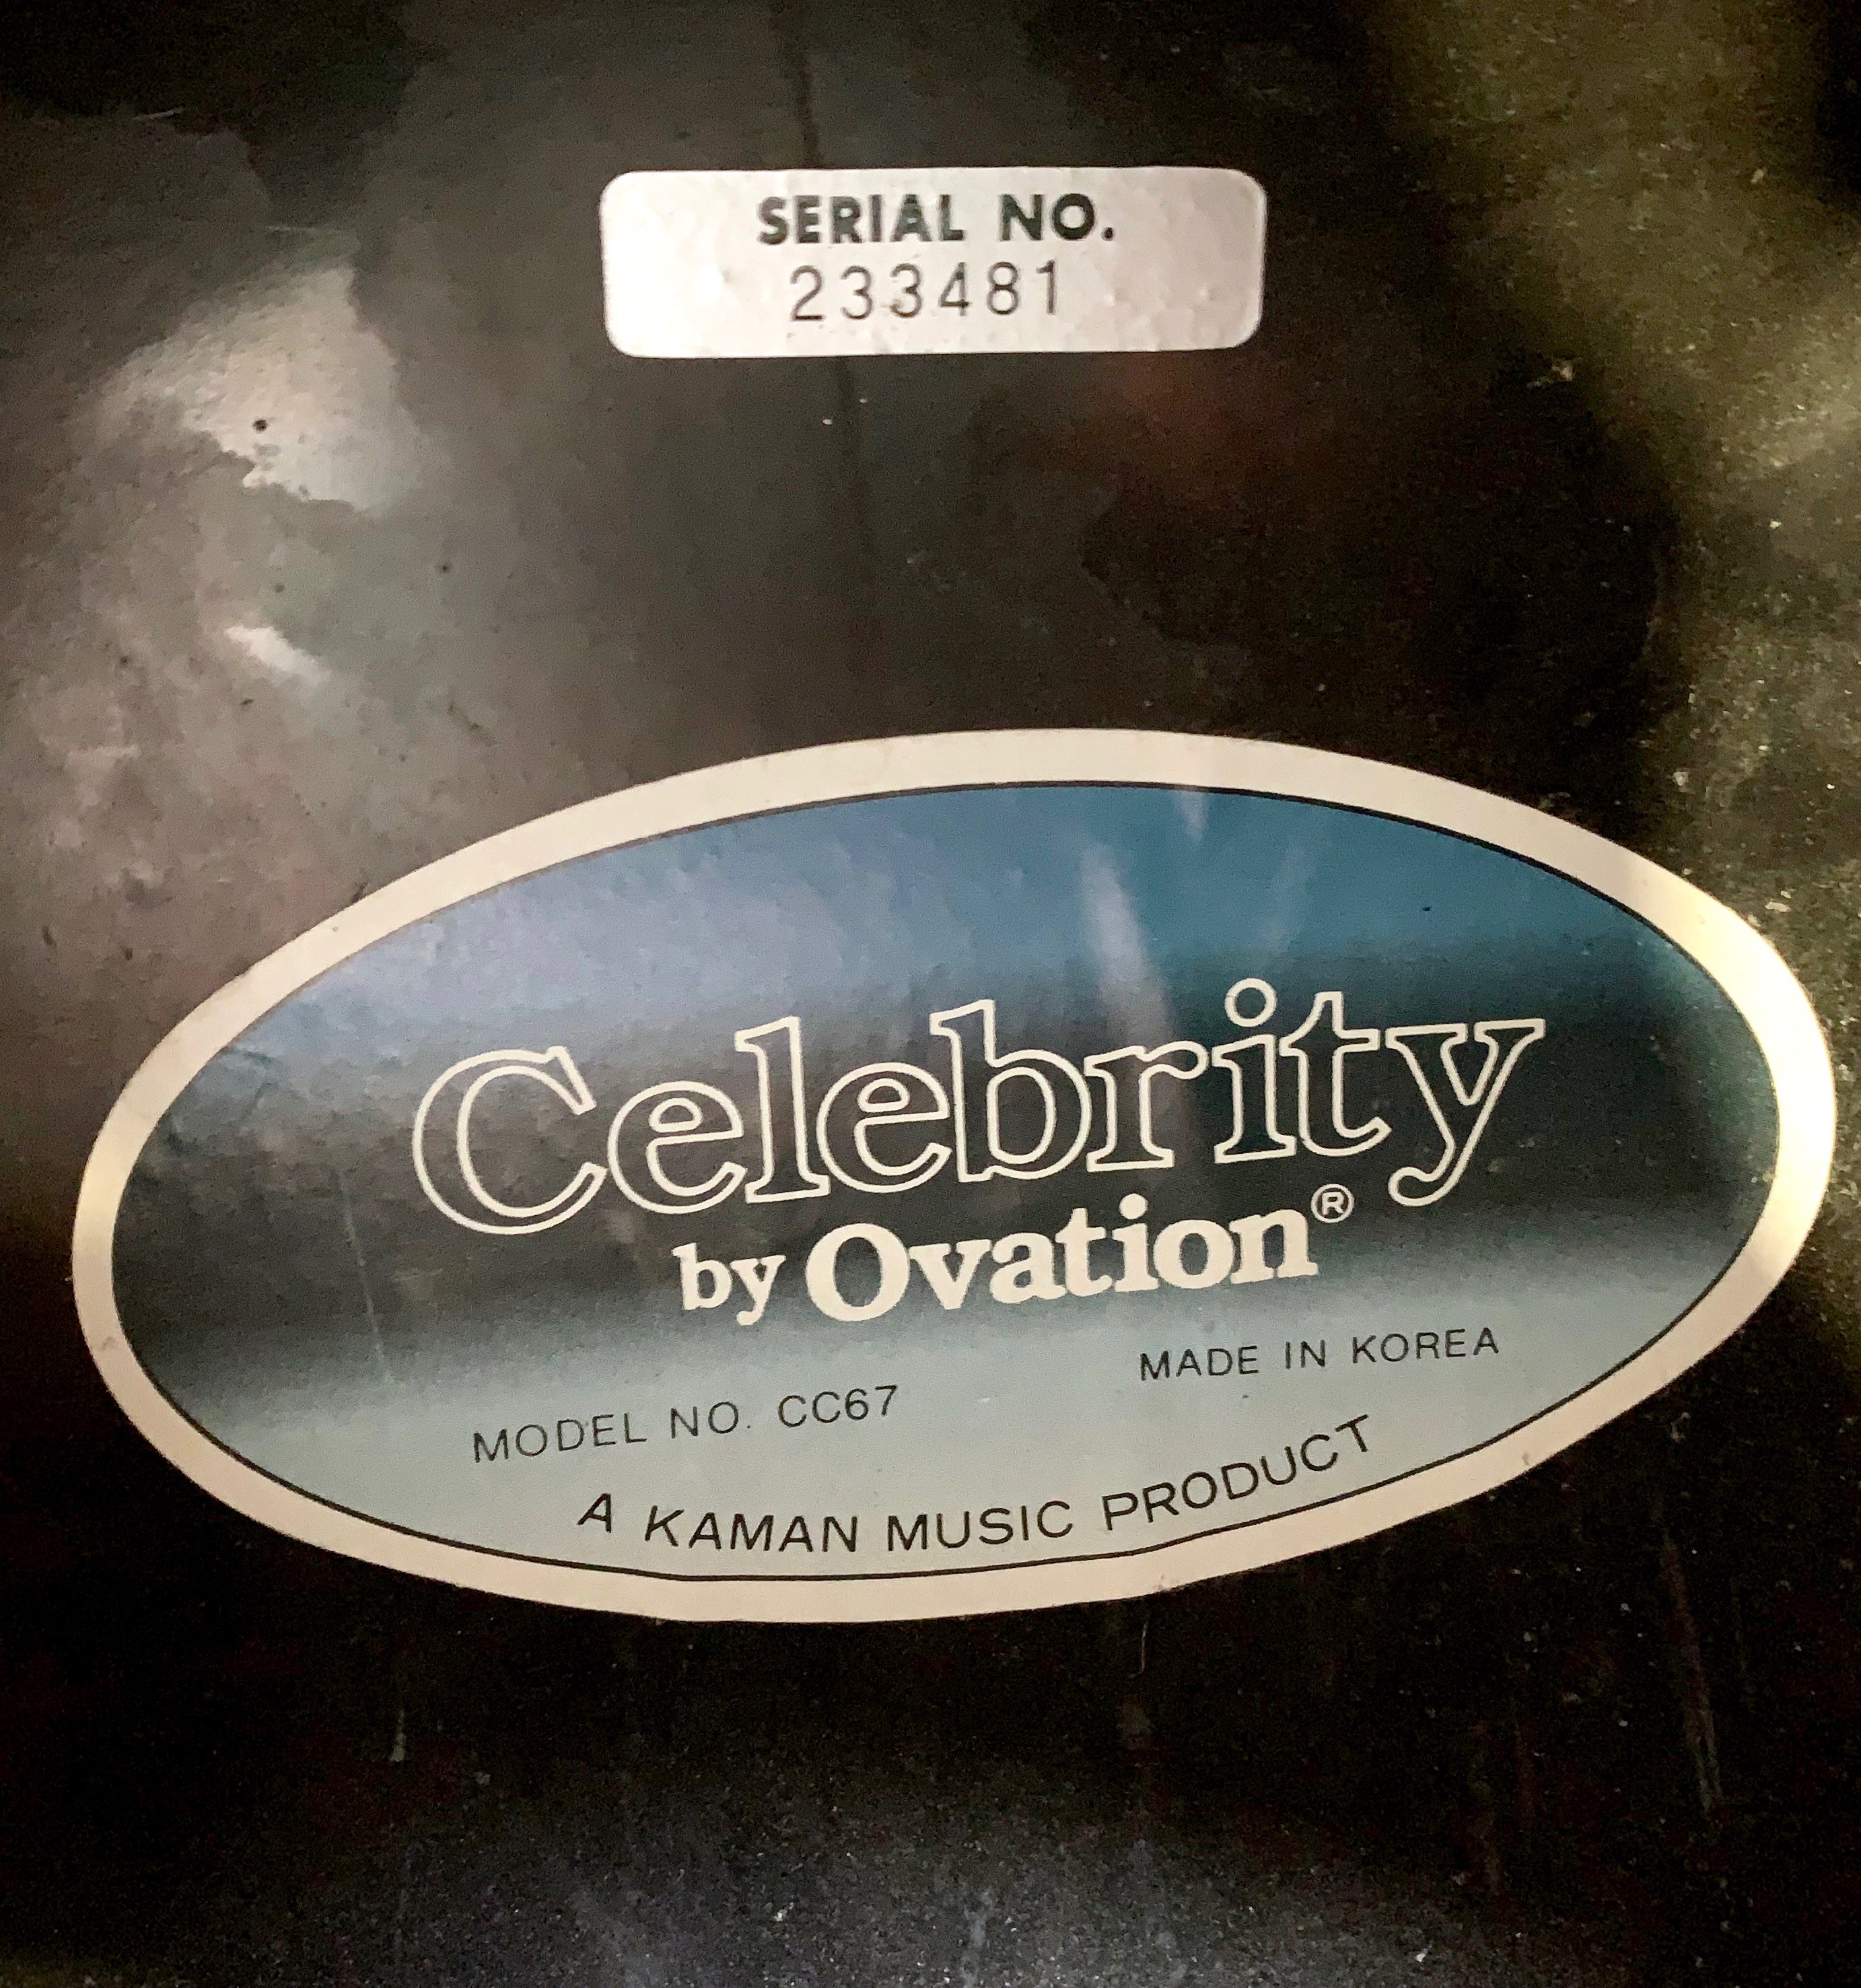 SERIAL NO.
233481
Celebrity
by Ovation®
MADE IN KOREA
MODEL NO. CC67
A KAMAN MUSIC PRODUCT